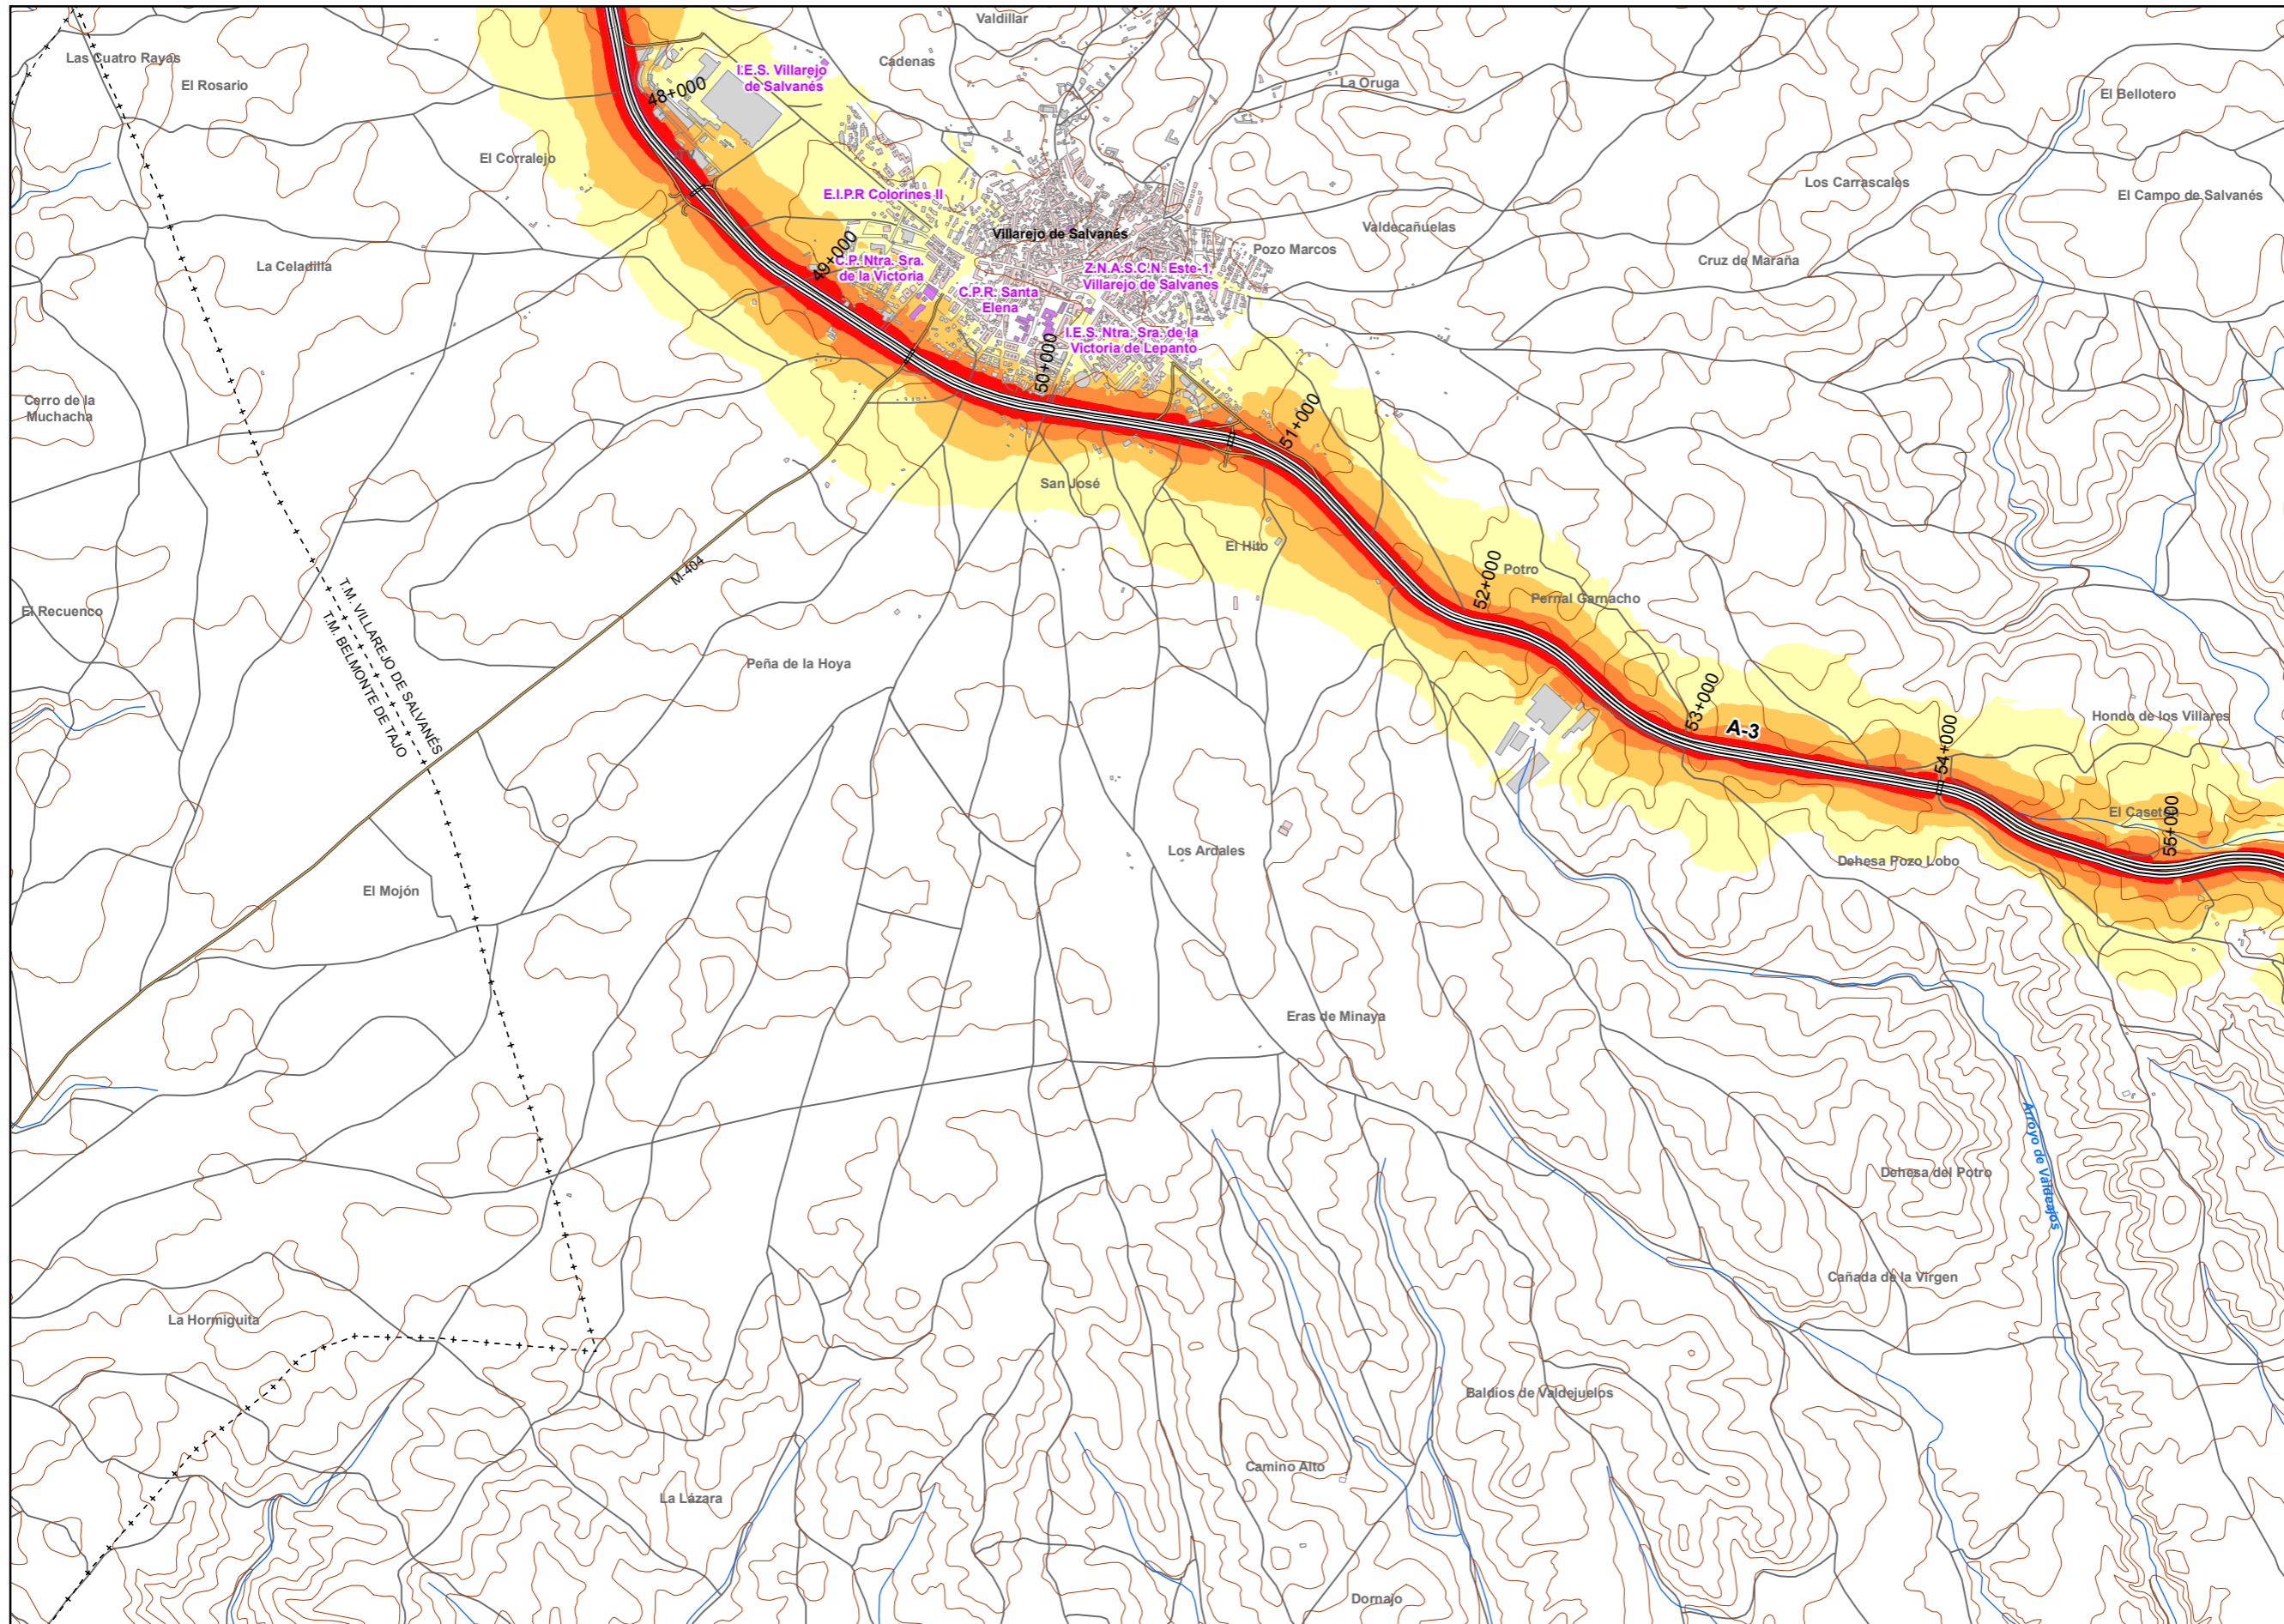 Valdillar
Las Cuatro Rayas
El Rosario
I.E.S. Villarejo
de Salvanés
Cadenas
La Oruga
El Bellotero
48+000
El Corralejo
E.I.P.R Colorines II
Los Carrascales
El Campo de Salvanés
Villarejo de Salvanés
Valdecañuelas
Pozo Marcos
Cruz de Maraña
La Celadilla
49+000
C.P. Ntra. Sra.
de la Victoria
Z.N.A.S.C.N. Este-1,
Villarejo de Salvanes
C.P.R. Santa
Elena
I.E.S. Ntra. Sra. de la
Victoria de Lepanto
50+000
Cerro de la
Muchacha
51+000
San José
El Hito
M-404
52+000
Potro
Pernal Garnacho
El Recuenco
T.M. VILLAREJO DE SALVANÉS
T.M. BELMONTE DE TAJO
Peña de la Hoya
53+000
A-3
54+000
Hondo de los Villares
El Caseto
55+000
Los Ardales
Dehesa Pozo Lobo
El Mojón
Eras de Minaya
Arroyo de Valdetajos
Dehesa del Potro
Cañada de la Virgen
La Hormiguita
Baldios de Valdejuelos
Camino Alto
La Lázara
Dornajo